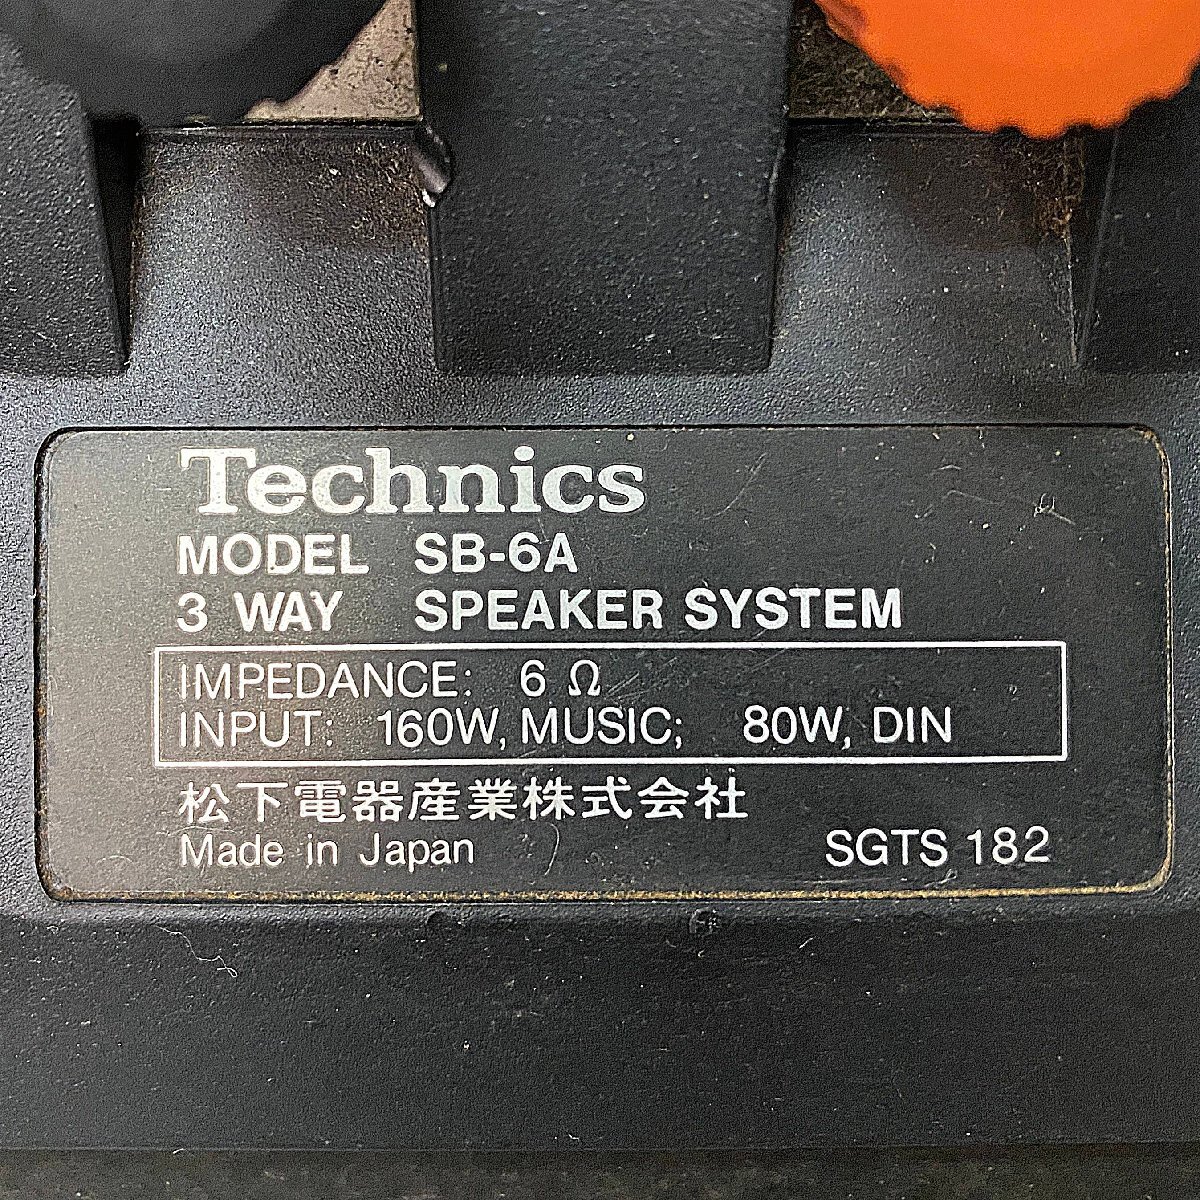 Technics
MODEL SB-6A
3 WAY SPEAKER SYSTEM
IMPEDANCE: 6 Ω
INPUT: 160W, MUSIC; 80W, DIN
松下電器産業株式会社
Made in Japan SGTS 182